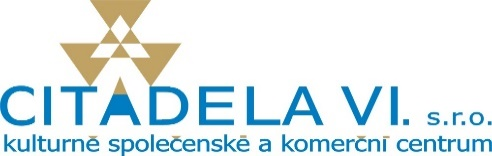 CITADELA VI. s.r.o.
kulturně společenské a komerční centrum